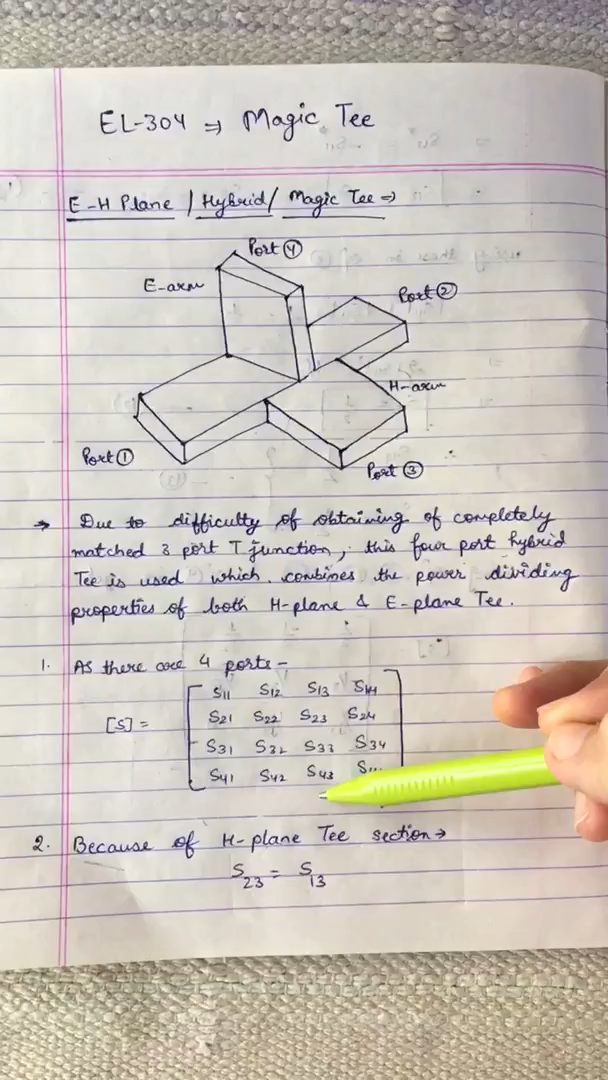 EL-304 ⇒ Magic Tee
E-H Plane / Hybrid / Magic Tee ⇒
Port ④
E-arm
Port ②
H-arm
Port ①
Port ③
→ Due to difficulty of obtaining of completely
matched 3 port T junction, this four port hybrid
Tee is used which combines the power dividing
properties of both H-plane & E-plane Tee.
1. As there are 4 ports -
S11 S12 S13 S14
[S] = S21 S22 S23 S24
S31 S32 S33 S34
S41 S42 S43
2. Because of H-plane Tee section →
S23 = S13